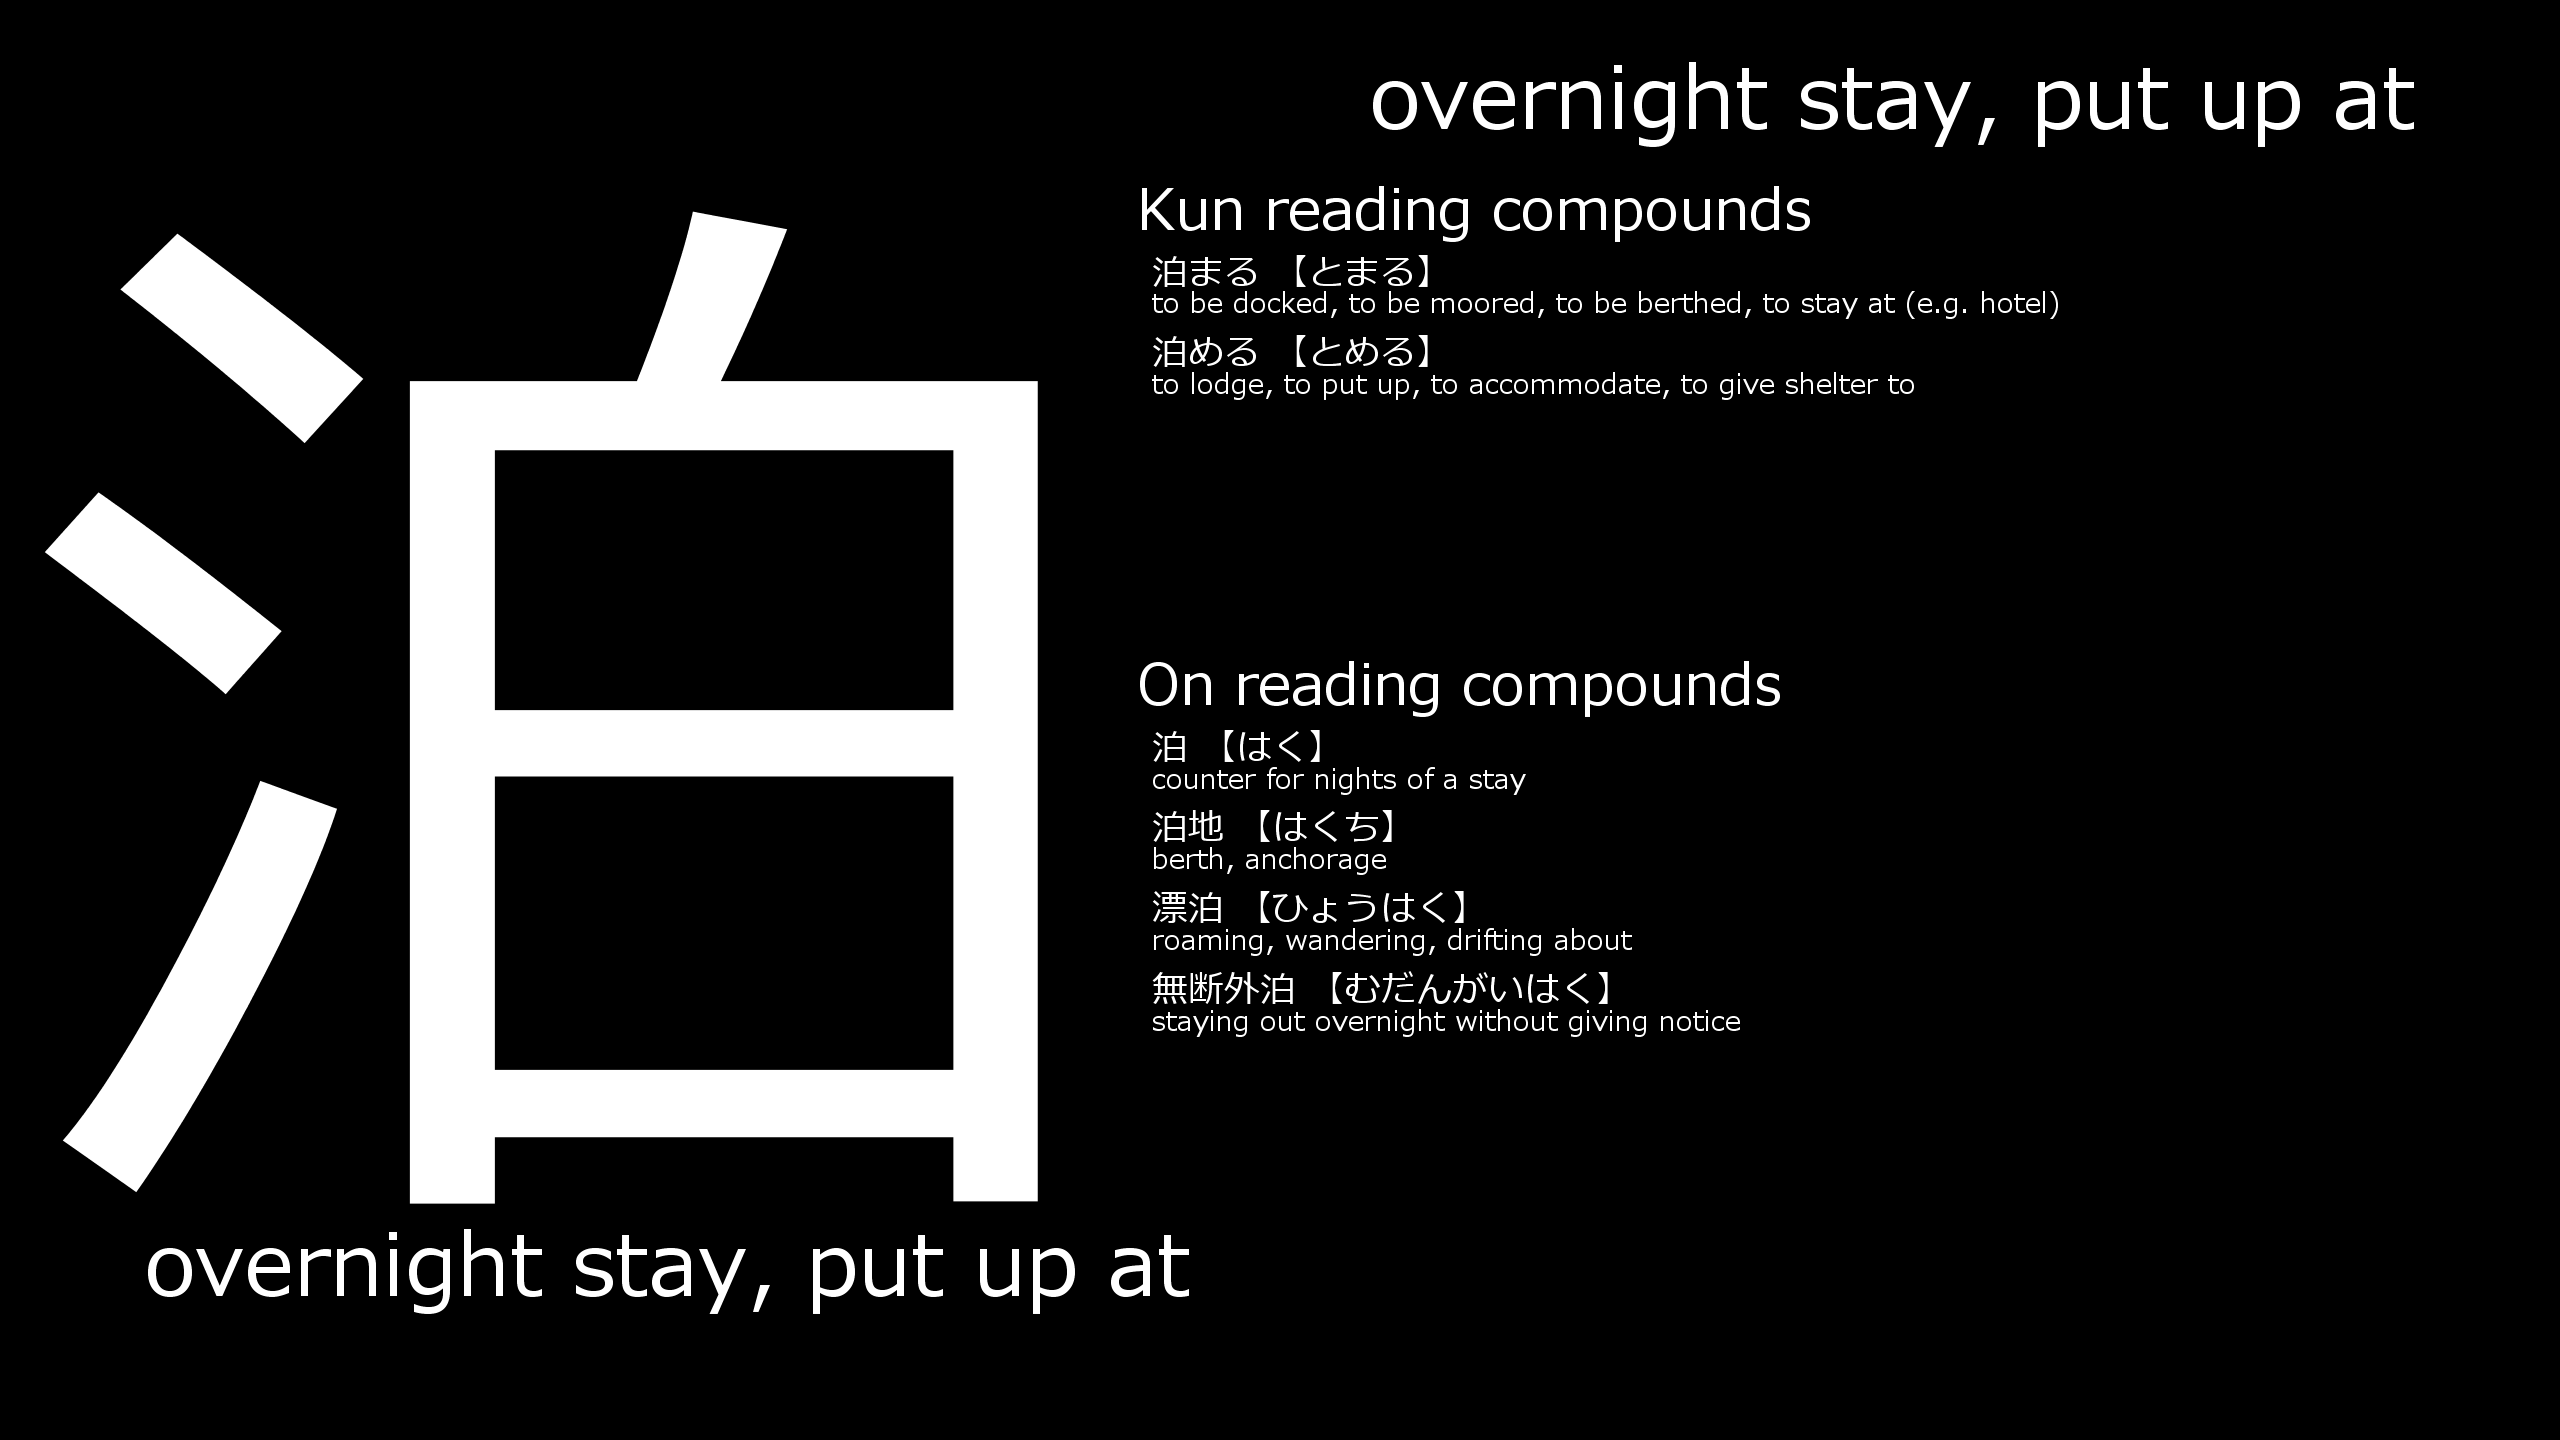 overnight stay, put up at
泊
Kun reading compounds
泊まる 【とまる】
to be docked, to be moored, to be berthed, to stay at (e.g. hotel)
泊める 【とめる】
to lodge, to put up, to accommodate, to give shelter to
On reading compounds
泊 【はく】
counter for nights of a stay
泊地 【はくち】
berth, anchorage
漂泊 【ひょうはく】
roaming, wandering, drifting about
無断外泊 【むだんがいはく】
staying out overnight without giving notice
overnight stay, put up at